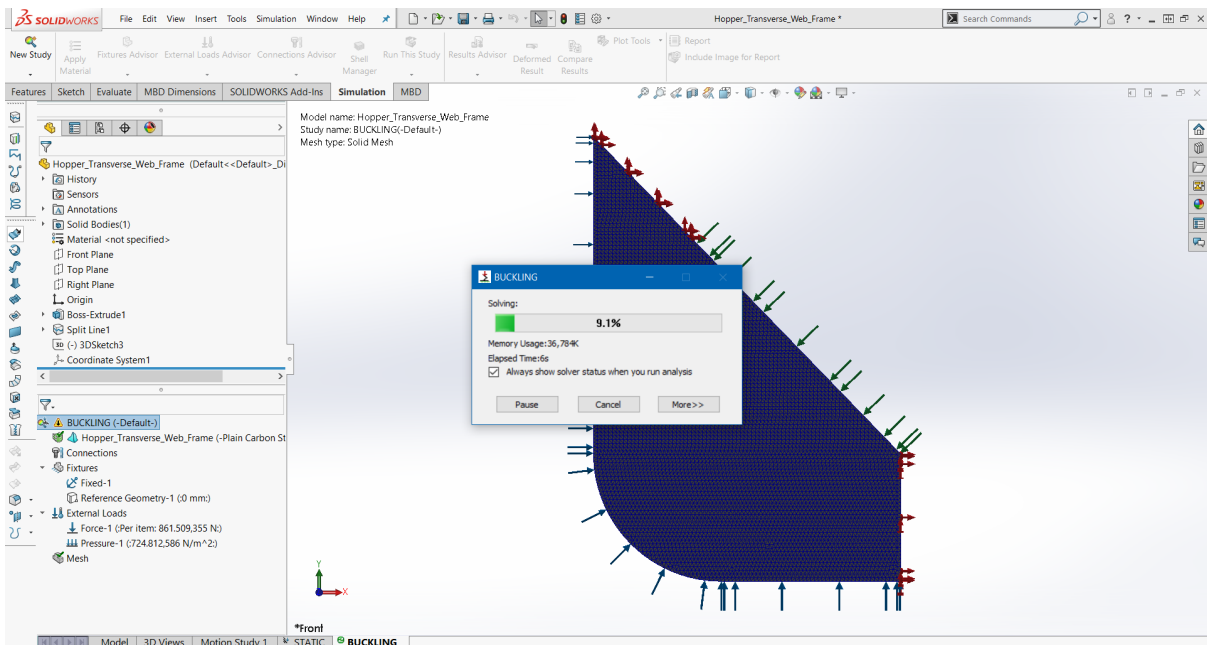 SOLIDWORKS File Edit View Insert Tools Simulation Window Help Hopper_Transverse_Web_Frame * Search Commands
New Study Apply Material Fixtures Advisor External Loads Advisor Connections Advisor Shell Manager Run This Study Results Advisor Deformed Result Compare Results Plot Tools Report
Include Image for Report
Features Sketch Evaluate MBD Dimensions SOLIDWORKS Add-Ins Simulation MBD
Model name: Hopper_Transverse_Web_Frame
Study name: BUCKLING(-Default-)
Mesh type: Solid Mesh
Hopper_Transverse_Web_Frame (Default<<Default>_Di
History
Sensors
Annotations
Solid Bodies(1)
Material <not specified>
Front Plane
Top Plane
Right Plane
Origin
Boss-Extrude1
Split Line1
(-) 3DSketch3
Coordinate System1
BUCKLING (-Default-)
Hopper_Transverse_Web_Frame (-Plain Carbon St
Connections
Fixtures
Fixed-1
Reference Geometry-1 (:0 mm:)
External Loads
Force-1 (:Per item: 861.509,355 N:)
Pressure-1 (:724.812,586 N/m^2:)
Mesh
BUCKLING
Solving:
9.1%
Memory Usage:36,784K
Elapsed Time:6s
Always show solver status when you run analysis
Pause Cancel More>>
Y
X
*Front
Model 3D Views Motion Study 1 STATIC BUCKLING